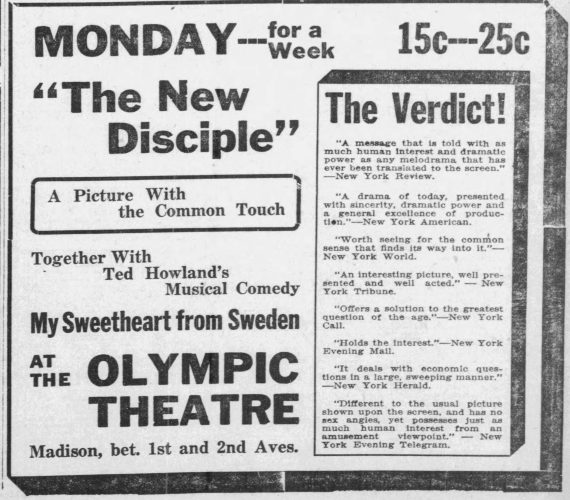 MONDAY---for a Week 15c---25c
"The New
Disciple"
A Picture With
the Common Touch
Together With
Ted Howland's
Musical Comedy
My Sweetheart from Sweden
AT THE OLYMPIC
THEATRE
Madison, bet. 1st and 2nd Aves.
The Verdict!
"A message that is told with as
much human interest and dramatic
power as any melodrama that has
ever been translated to the screen."
—New York Review.
"A drama of today, presented
with sincerity, dramatic power and
a general excellence of produc-
tion."—New York American.
"Worth seeing for the common
sense that finds its way into it."—
New York World.
"An interesting picture, well pre-
sented and well acted." — New
York Tribune.
"Offers a solution to the greatest
question of the age."—New York
Call.
"Holds the interest."—New York
Evening Mail.
"It deals with economic ques-
tions in a large, sweeping manner."
—New York Herald.
"Different to the usual picture
shown upon the screen, and has no
sex angles, yet possesses just as
much human interest from an
amusement viewpoint." — New
York Evening Telegram.